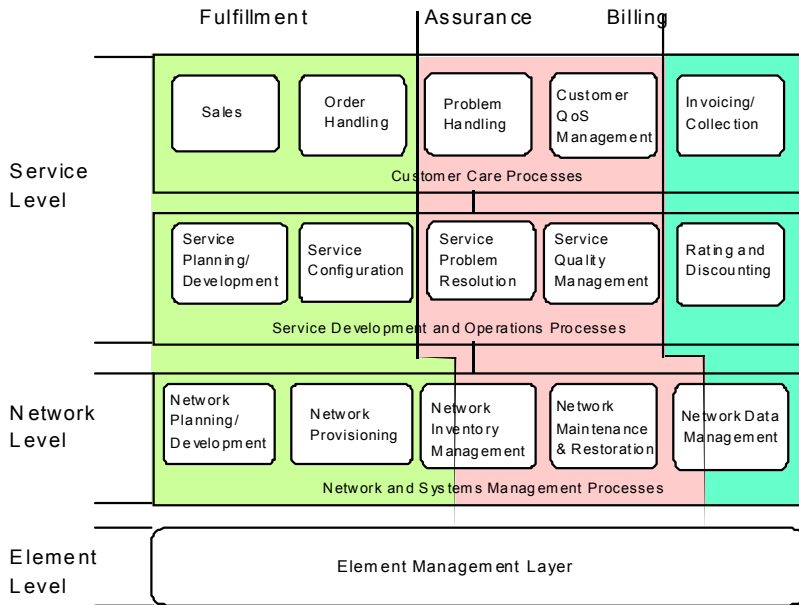 Fulfillment
Assurance
Billing
Service
Level
Sales
Order
Handling
Problem
Handling
Customer
QoS
Management
Invoicing/
Collection
Customer Care Processes
Service
Planning/
Development
Service
Configuration
Service
Problem
Resolution
Service
Quality
Management
Rating and
Discounting
Service Development and Operations Processes
Network
Level
Network
Planning/
Development
Network
Provisioning
Network
Inventory
Management
Network
Maintenance
& Restoration
Network Data
Management
Network and Systems Management Processes
Element
Level
Element Management Layer